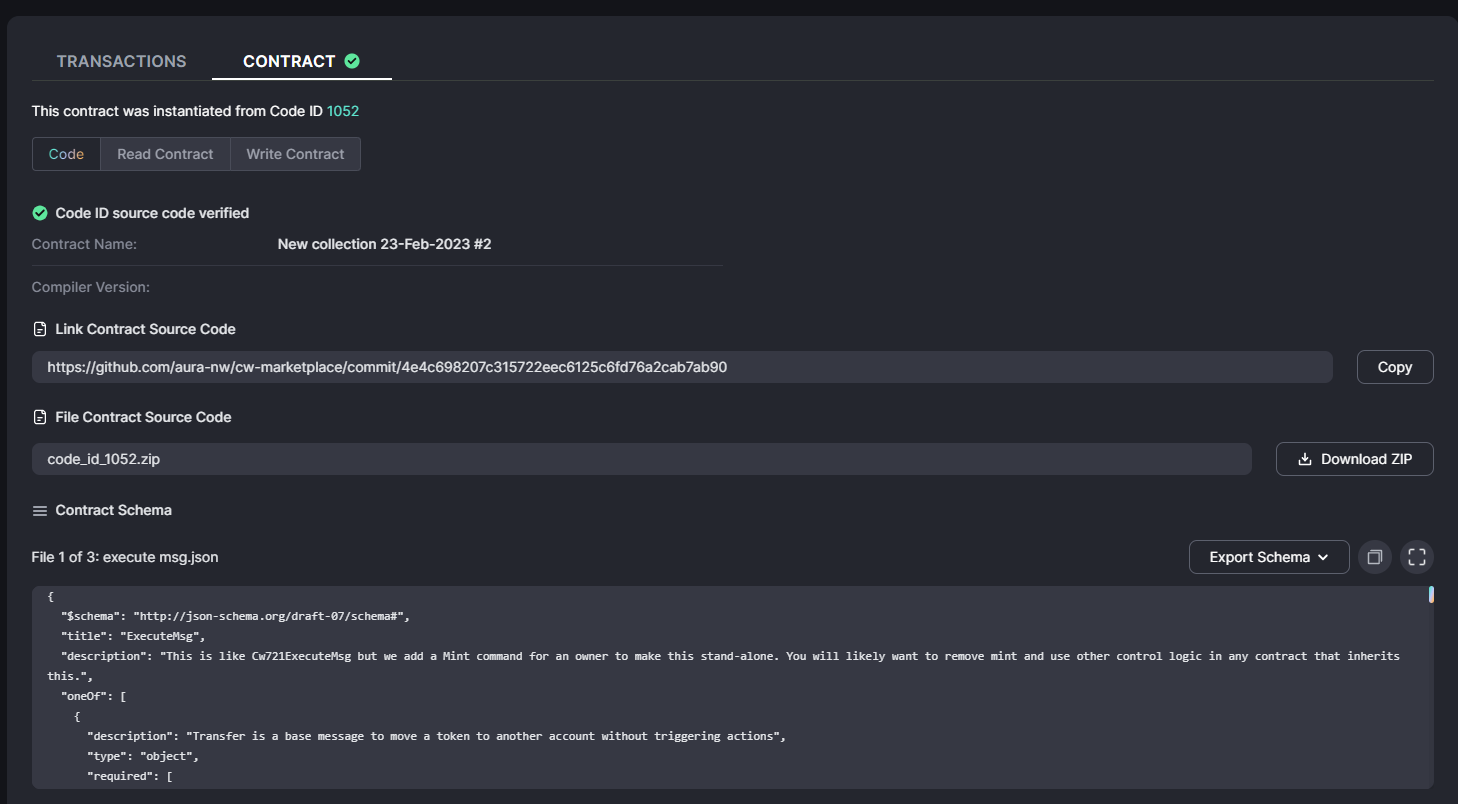 TRANSACTIONS CONTRACT
This contract was instantiated from Code ID 1052
Code Read Contract Write Contract
Code ID source code verified
Contract Name: New collection 23-Feb-2023 #2
Compiler Version:
Link Contract Source Code
https://github.com/aura-nw/cw-marketplace/commit/4e4c698207c315722eec6125c6fd76a2cab7ab90 Copy
File Contract Source Code
code_id_1052.zip Download ZIP
Contract Schema
File 1 of 3: execute msg.json Export Schema
{
"$schema": "http://json-schema.org/draft-07/schema#",
"title": "ExecuteMsg",
"description": "This is like Cw721ExecuteMsg but we add a Mint command for an owner to make this stand-alone. You will likely want to remove mint and use other control logic in any contract that inherits
this.",
"oneOf": [
{
"description": "Transfer is a base message to move a token to another account without triggering actions",
"type": "object",
"required": [